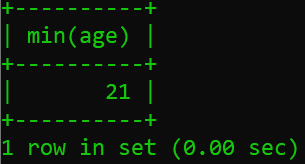 +----------+
| min(age) |
+----------+
|       21 |
+----------+
1 row in set (0.00 sec)